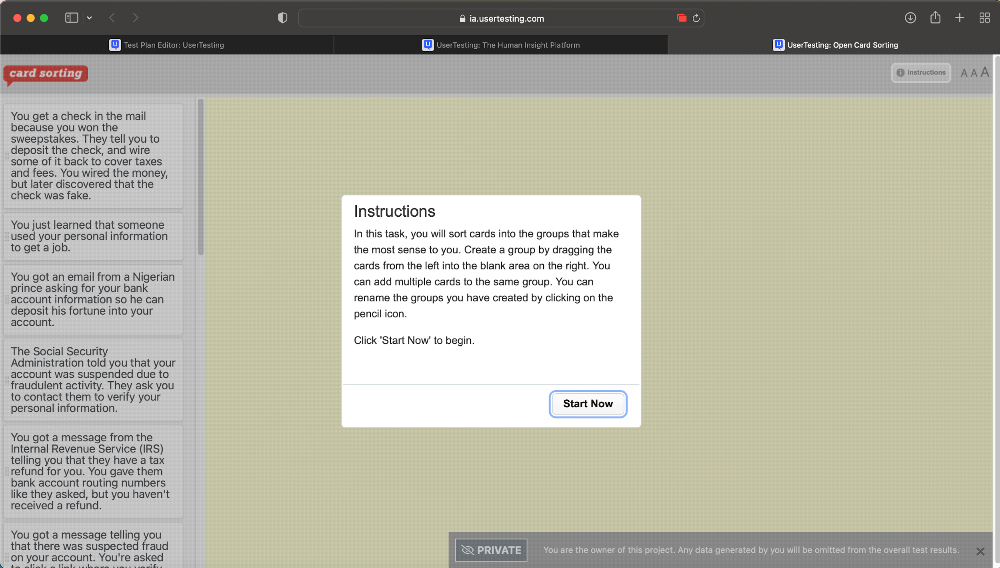 ia.usertesting.com
Test Plan Editor: UserTesting
UserTesting: The Human Insight Platform
UserTesting: Open Card Sorting
card sorting
Instructions
A A A
You get a check in the mail
because you won the
sweepstakes. They tell you to
deposit the check, and wire
some of it back to cover taxes
and fees. You wired the money,
but later discovered that the
check was fake.
You just learned that someone
used your personal information
to get a job.
You got an email from a Nigerian
prince asking for your bank
account information so he can
deposit his fortune into your
account.
The Social Security
Administration told you that your
account was suspended due to
fraudulent activity. They ask you
to contact them to verify your
personal information.
You got a message from the
Internal Revenue Service (IRS)
telling you that they have a tax
refund for you. You gave them
bank account routing numbers
like they asked, but you haven't
received a refund.
You got a message telling you
that there was suspected fraud
on your account. You're asked
to click a link where you verify
Instructions
In this task, you will sort cards into the groups that make
the most sense to you. Create a group by dragging the
cards from the left into the blank area on the right. You
can add multiple cards to the same group. You can
rename the groups you have created by clicking on the
pencil icon.
Click 'Start Now' to begin.
Start Now
PRIVATE
You are the owner of this project. Any data generated by you will be omitted from the overall test results.